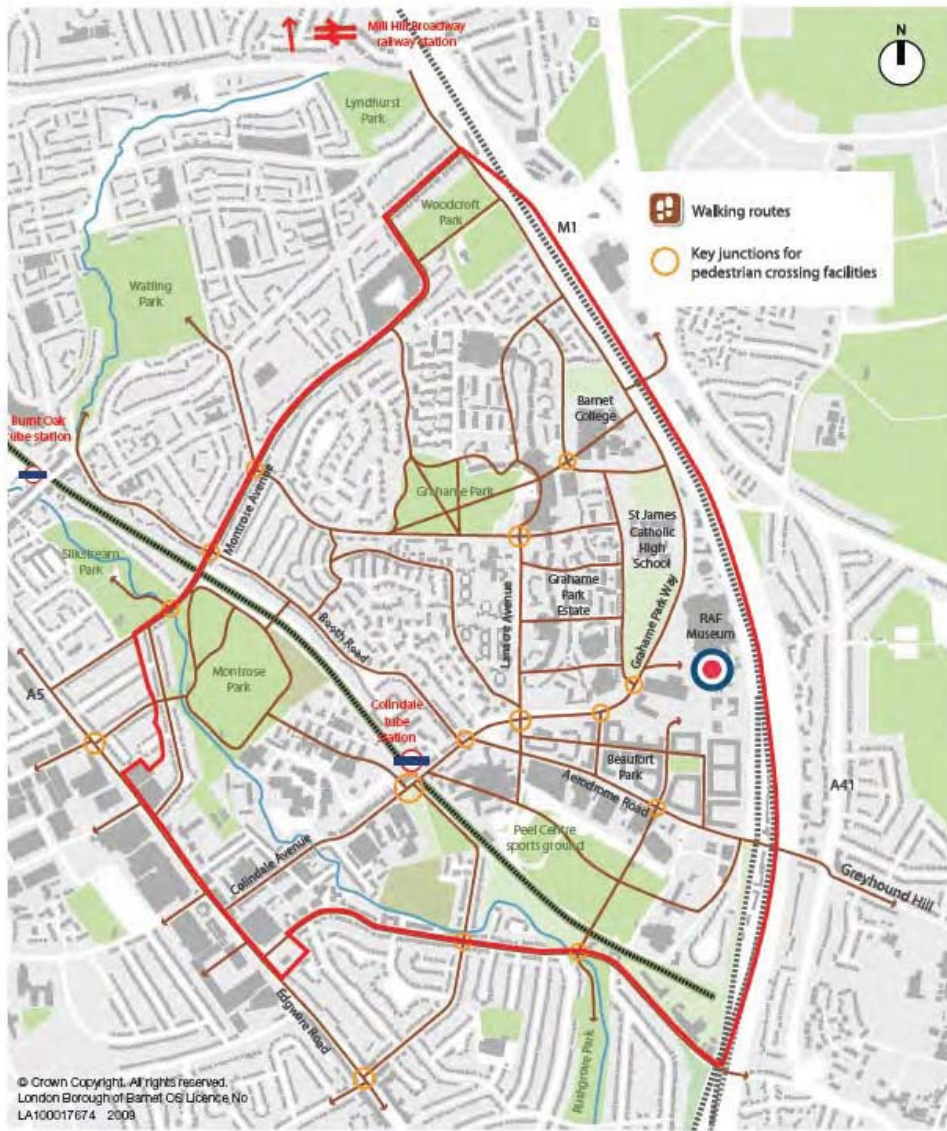 Mill Hill Broadway
railway station
N
Lyndhurst
Park
Woodcroft
Park
Walking routes
Key junctions for
pedestrian crossing facilities
M1
Watling
Park
Barnet
College
Burnt Oak
tube station
Montrose Avenue
Grahame Park
St James
Catholic
High
School
Silkstream
Park
Grahame
Park
Estate
Lanacre Avenue
Grahame Park Way
RAF
Museum
Booth Road
Montrose
Park
A5
Colindale
tube
station
Beaufort
Park
Aerodrome Road
A41
Peel Centre
sports ground
Colindale Avenue
Greyhound Hill
Edgware Road
Rushgrove Park
© Crown Copyright. All rights reserved.
London Borough of Barnet OS Licence No
LA100017674 2009